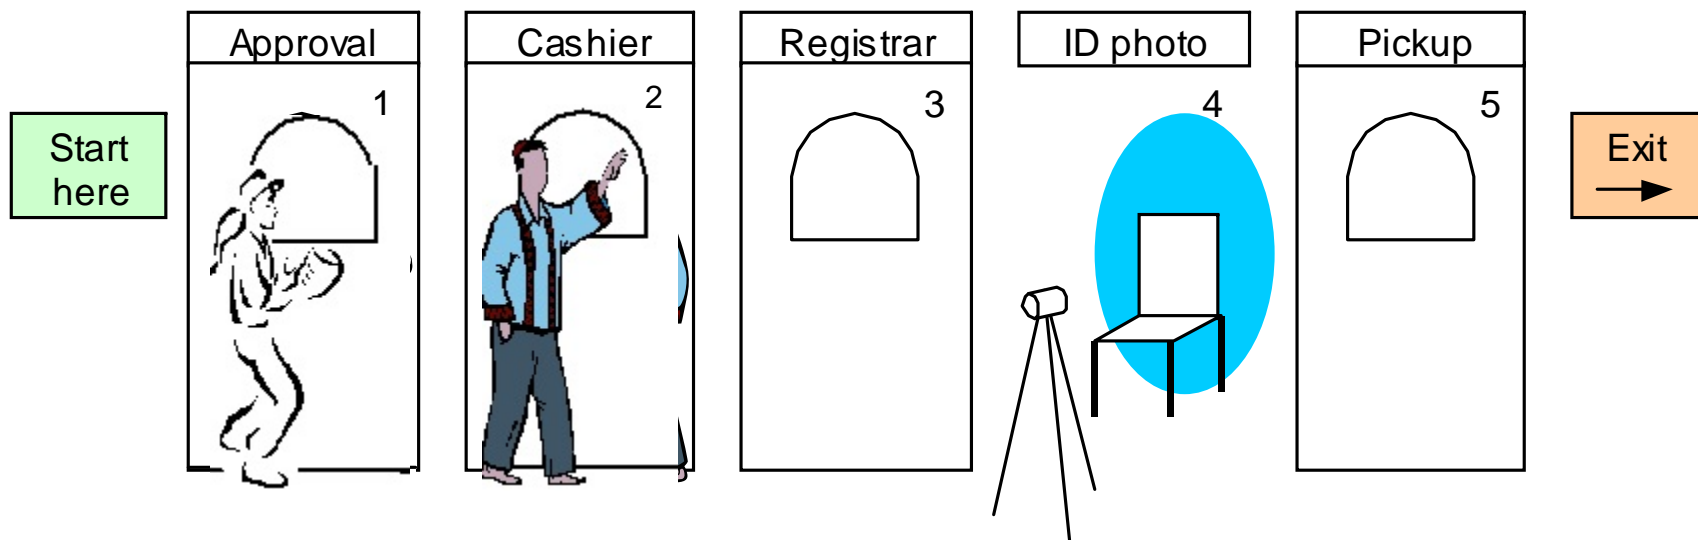 Approval
Cashier
Registrar
ID photo
Pickup
1
2
3
4
5
Start
here
Exit